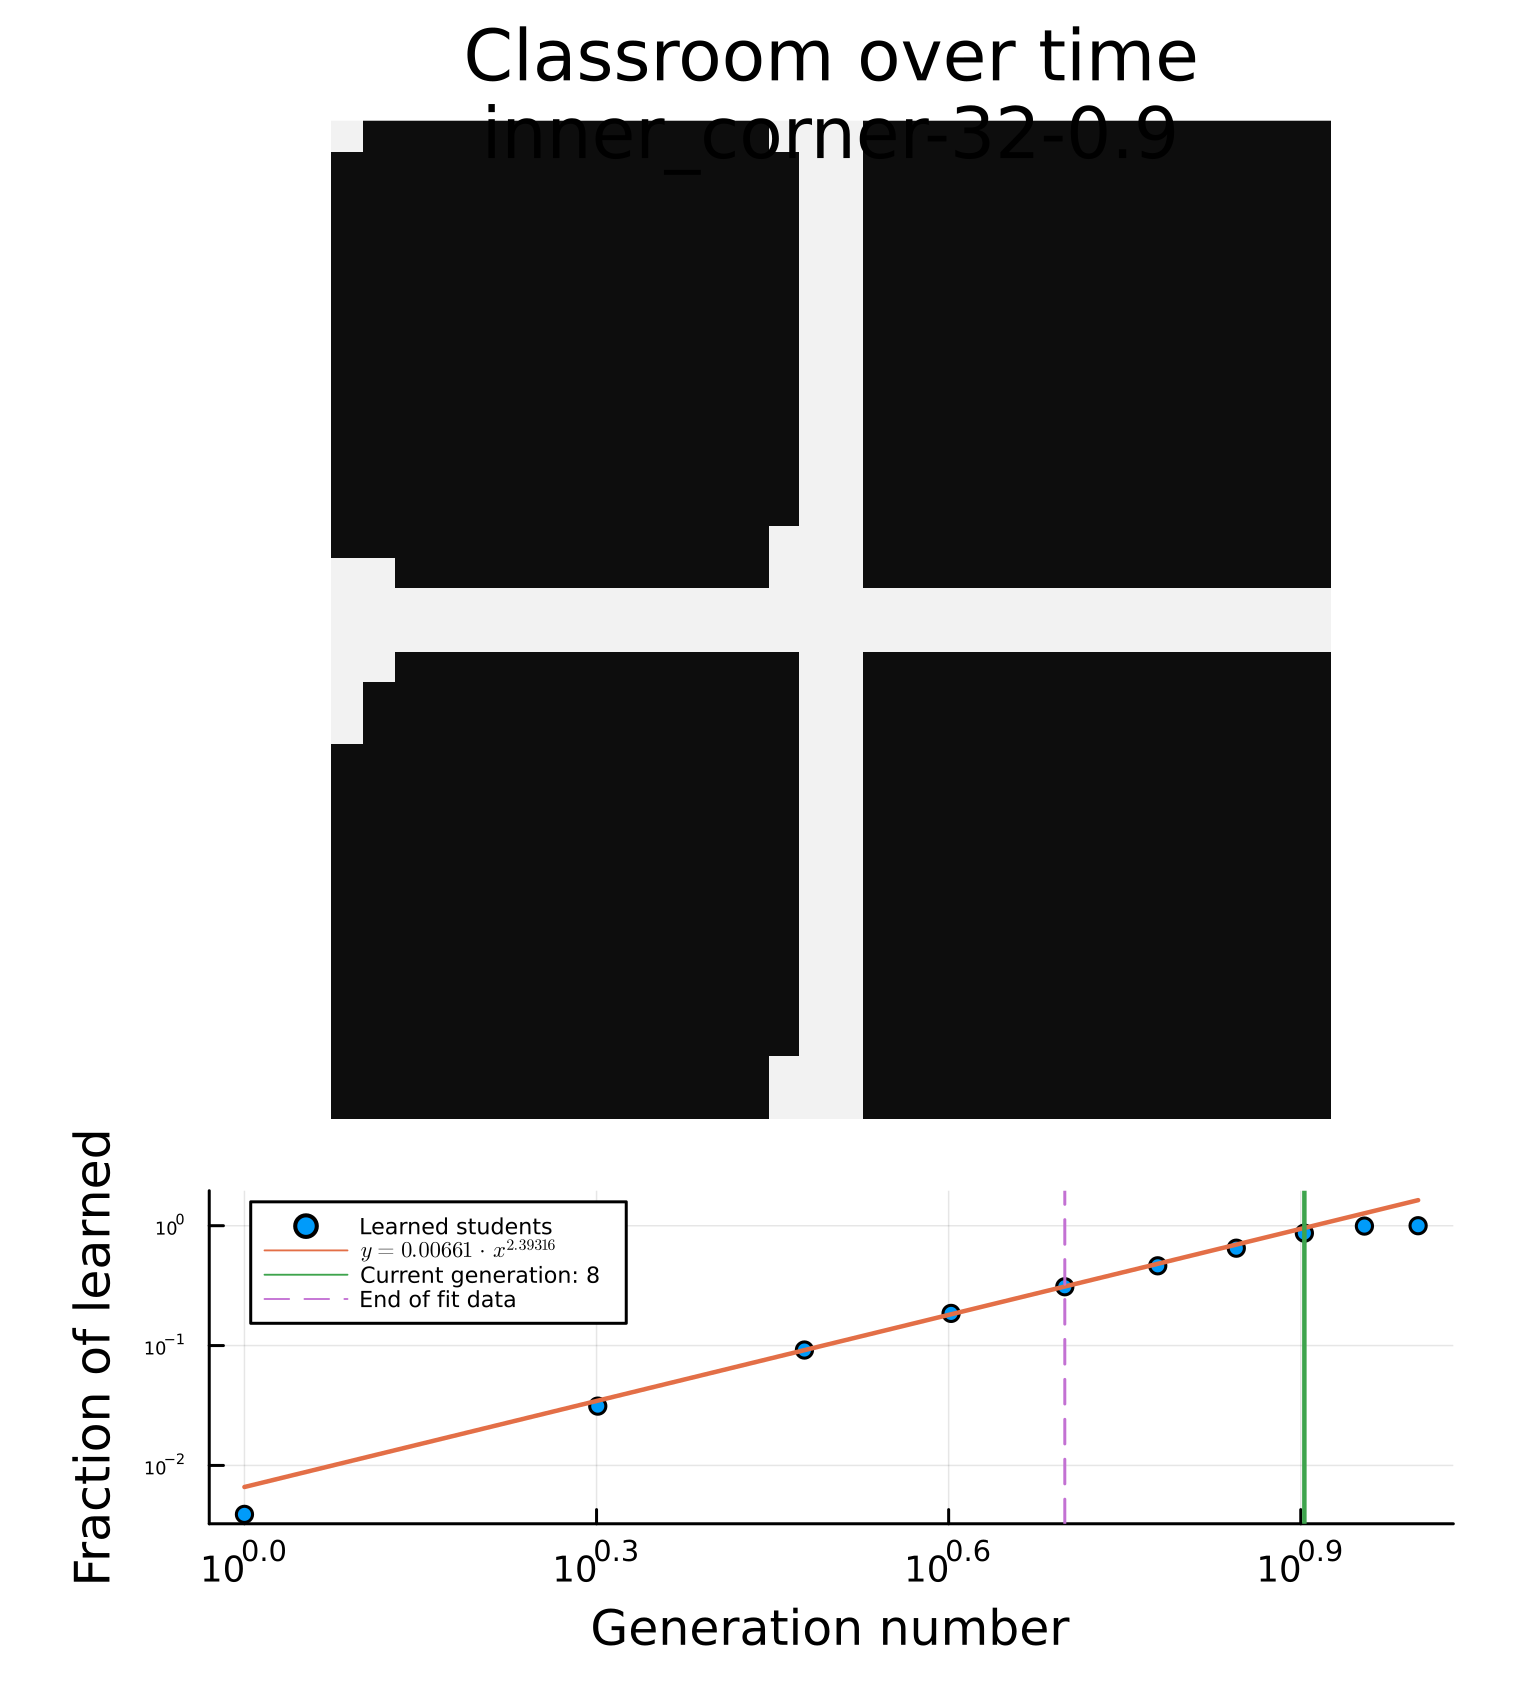 Classroom over time
inner_corner-32-0.9
Fraction of learned
10^0
10^−1
10^−2
Learned students
y = 0.00661 · x^2.39316
Current generation: 8
End of fit data
10^0.0 10^0.3 10^0.6 10^0.9
Generation number